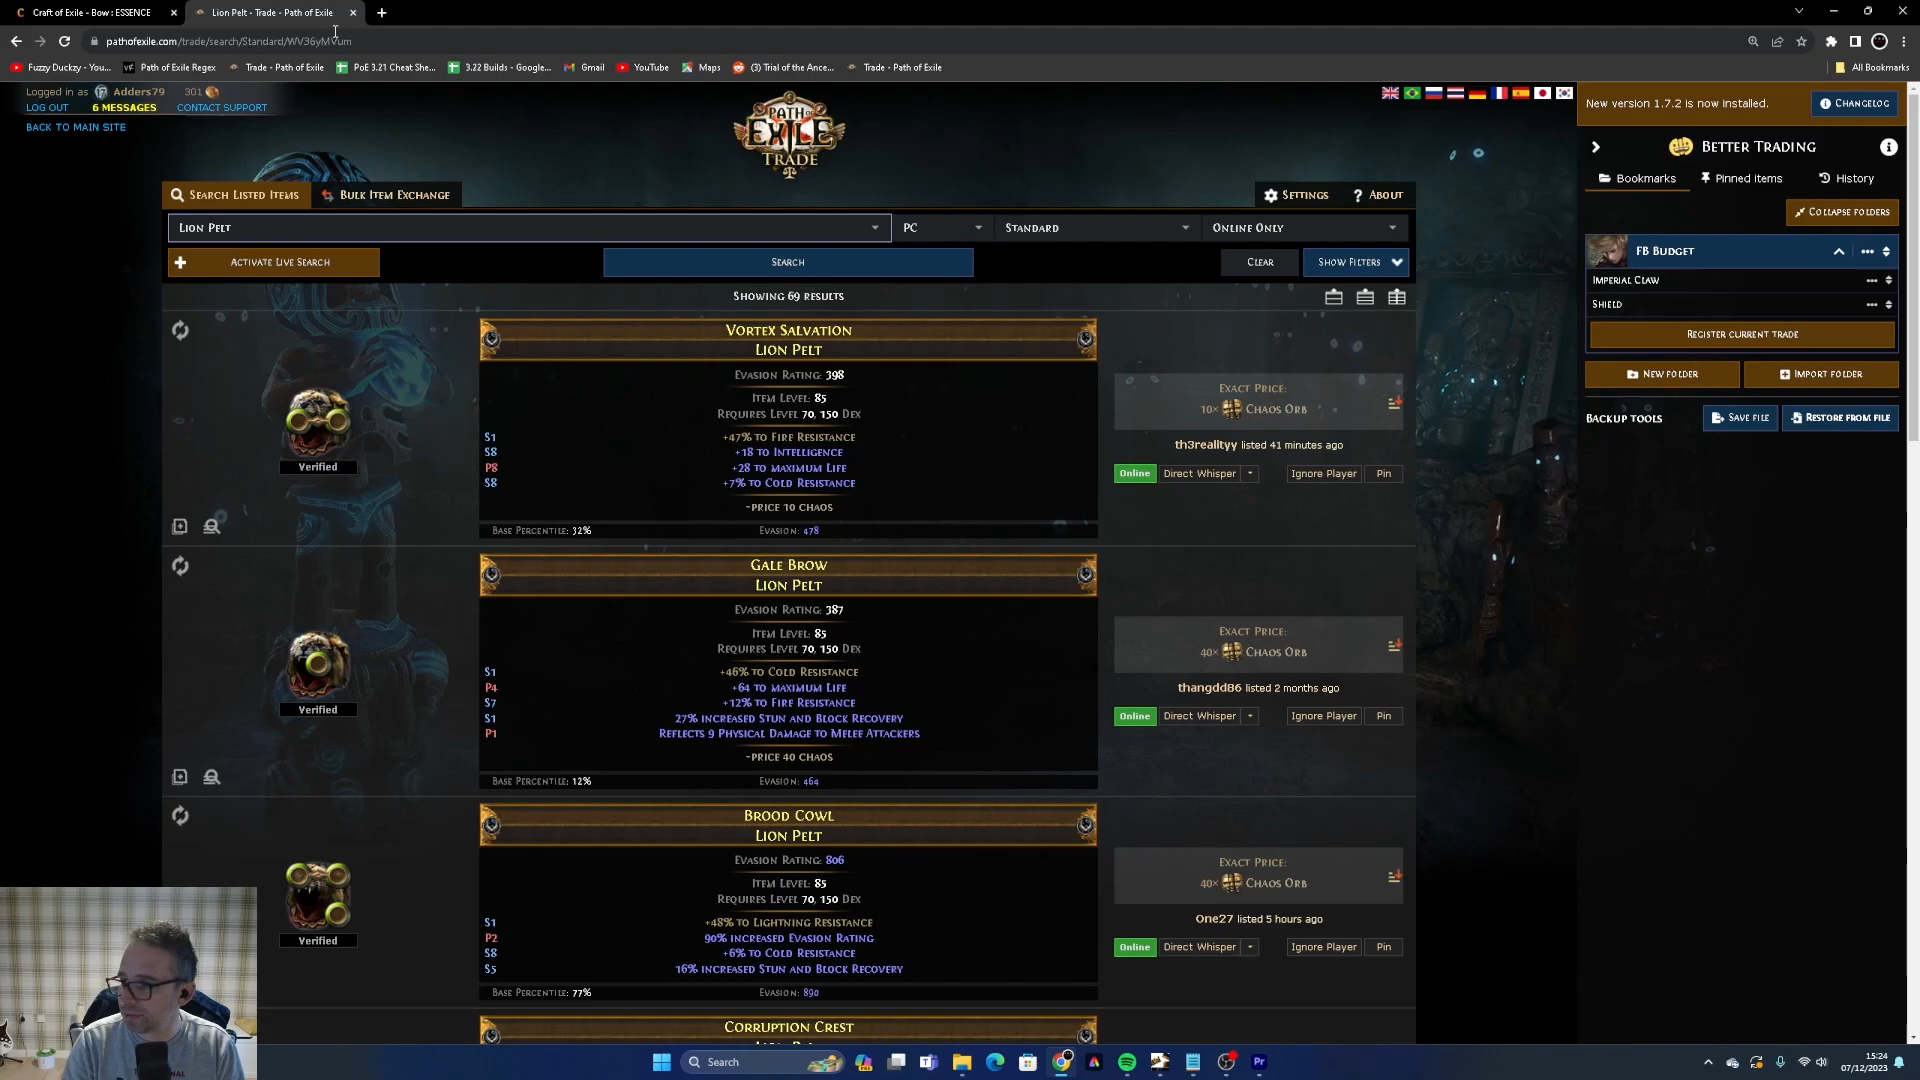 Craft of Exile - Bow : ESSENCE
Lion Pelt - Trade - Path of Exile
pathofexile.com/trade/search/Standard/WV36yMVum
Fuzzy Duckzy - You...
Path of Exile Regex
Trade - Path of Exile
PoE 3.21 Cheat She...
3.22 Builds - Google...
Gmail
YouTube
Maps
(3) Trial of the Ance...
Trade - Path of Exile
All Bookmarks
Logged in as Adders79 301
LOG OUT 6 MESSAGES CONTACT SUPPORT
BACK TO MAIN SITE
PATH OF EXILE TRADE
New version 1.7.2 is now installed.
Changelog
Better Trading
Bookmarks Pinned items History
Collapse folders
FB Budget
Imperial Claw
Shield
Register current trade
New folder Import folder
Backup tools Save file Restore from file
Search Listed Items Bulk Item Exchange
Settings ? About
Lion Pelt PC Standard Online Only
Activate Live Search Search Clear Show Filters
Showing 69 results
Vortex Salvation
Lion Pelt
Evasion Rating: 398
Item Level: 85
Requires Level 70, 150 Dex
S1 +47% to Fire Resistance
S8 +18 to Intelligence
P8 +28 to maximum Life
S8 +7% to Cold Resistance
~price 10 chaos
Base Percentile: 32% Evasion: 478
Verified
Exact Price:
10× Chaos Orb
th3realityy listed 41 minutes ago
Online Direct Whisper Ignore Player Pin
Gale Brow
Lion Pelt
Evasion Rating: 387
Item Level: 85
Requires Level 70, 150 Dex
S1 +46% to Cold Resistance
P4 +64 to maximum Life
S7 +12% to Fire Resistance
S1 27% increased Stun and Block Recovery
P1 Reflects 9 Physical Damage to Melee Attackers
~price 40 chaos
Base Percentile: 12% Evasion: 464
Verified
Exact Price:
40× Chaos Orb
thangdd86 listed 2 months ago
Online Direct Whisper Ignore Player Pin
Brood Cowl
Lion Pelt
Evasion Rating: 806
Item Level: 85
Requires Level 70, 150 Dex
S1 +48% to Lightning Resistance
P2 90% increased Evasion Rating
S8 +6% to Cold Resistance
S5 16% increased Stun and Block Recovery
Base Percentile: 77% Evasion: 890
Verified
Exact Price:
40× Chaos Orb
One27 listed 5 hours ago
Online Direct Whisper Ignore Player Pin
Corruption Crest
Search
15:24
07/12/2023